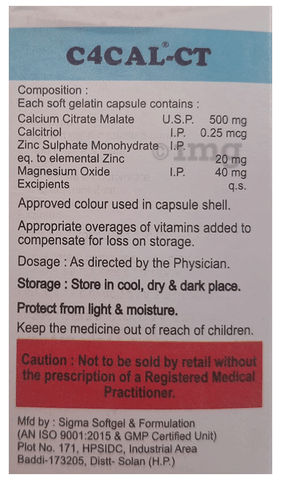 C4CAL®-CT
Composition :
Each soft gelatin capsule contains :
Calcium Citrate Malate U.S.P. 500 mg
Calcitriol I.P. 0.25 mcg
Zinc Sulphate Monohydrate I.P.
eq. to elemental Zinc 20 mg
Magnesium Oxide I.P. 40 mg
Excipients q.s.
©1mg
Approved colour used in capsule shell.
Appropriate overages of vitamins added to
compensate for loss on storage.
Dosage : As directed by the Physician.
Storage : Store in cool, dry & dark place.
Protect from light & moisture.
Keep the medicine out of reach of children.
Caution : Not to be sold by retail without
the prescription of a Registered Medical
Practitioner.
Mfd by : Sigma Softgel & Formulation
(AN ISO 9001:2015 & GMP Certified Unit)
Plot No. 171, HPSIDC, Industrial Area
Baddi-173205, Distt- Solan (H.P.)